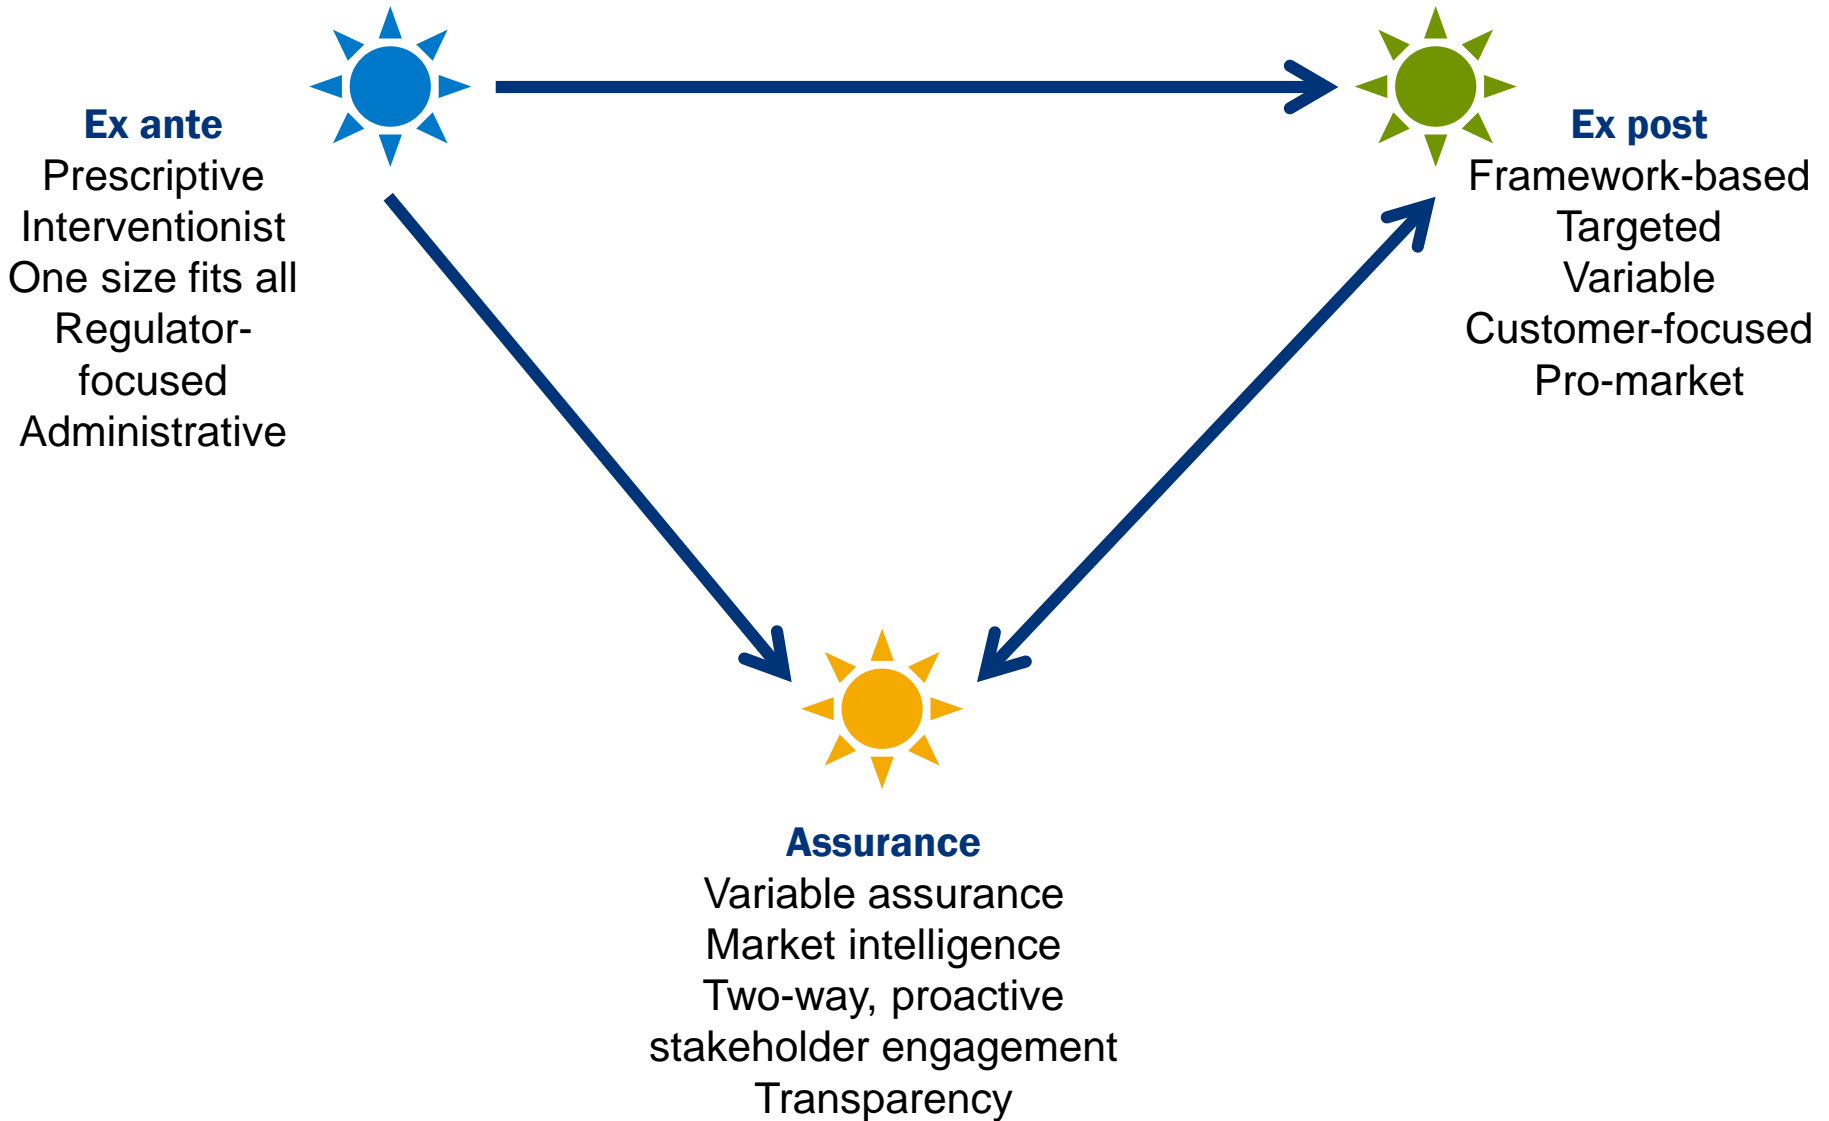 Ex ante
Prescriptive
Interventionist
One size fits all
Regulator-
focused
Administrative
Ex post
Framework-based
Targeted
Variable
Customer-focused
Pro-market
Assurance
Variable assurance
Market intelligence
Two-way, proactive
stakeholder engagement
Transparency